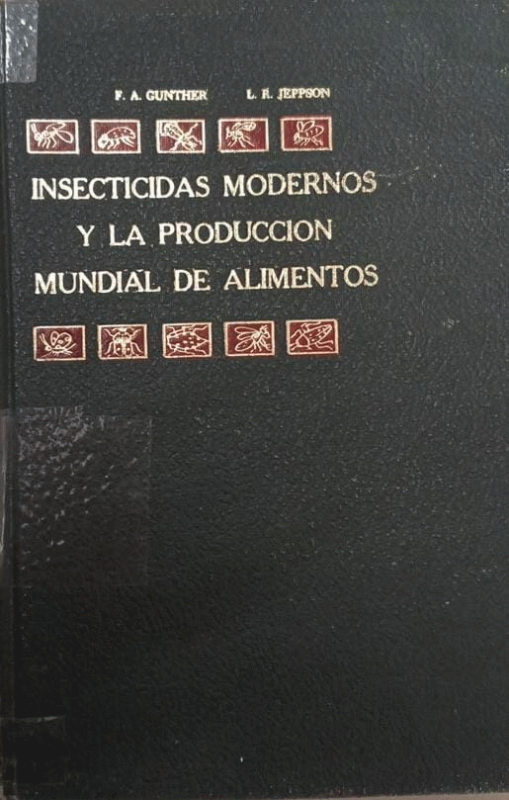 F. A. GUNTHER L. R. JEPPSON
INSECTICIDAS MODERNOS
Y LA PRODUCCION
MUNDIAL DE ALIMENTOS